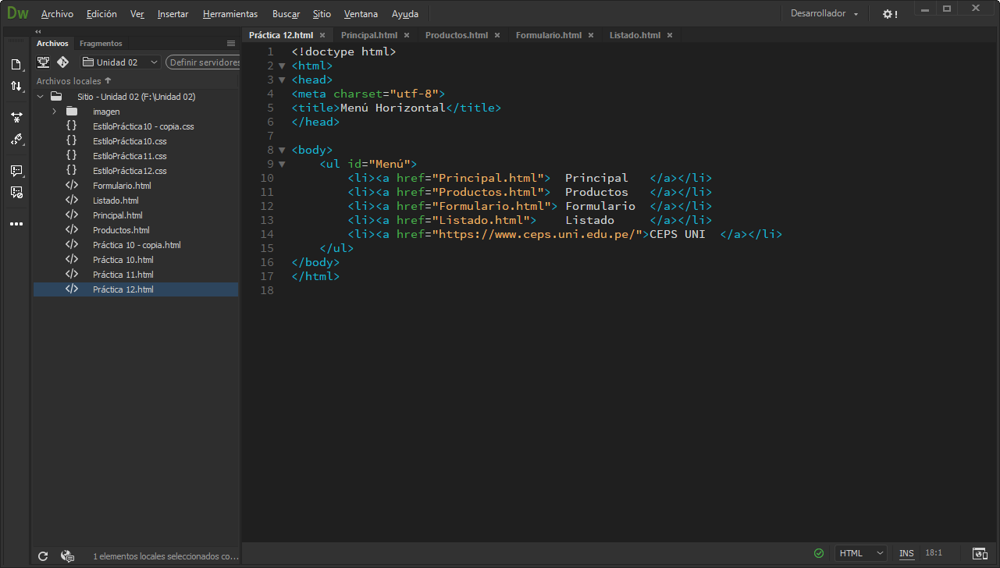 Dw Archivo Edición Ver Insertar Herramientas Buscar Sitio Ventana Ayuda Desarrollador !
Archivos Fragmentos
Práctica 12.html Principal.html Productos.html Formulario.html Listado.html
Unidad 02 Definir servidores
Archivos locales
Sitio - Unidad 02 (F:\Unidad 02)
imagen
EstiloPráctica10 - copia.css
EstiloPráctica10.css
EstiloPráctica11.css
EstiloPráctica12.css
Formulario.html
Listado.html
Principal.html
Productos.html
Práctica 10 - copia.html
Práctica 10.html
Práctica 11.html
Práctica 12.html
1 <!doctype html>
2 <html>
3 <head>
4 <meta charset="utf-8">
5 <title>Menú Horizontal</title>
6 </head>
7
8 <body>
9 <ul id="Menú">
10 <li><a href="Principal.html"> Principal </a></li>
11 <li><a href="Productos.html"> Productos </a></li>
12 <li><a href="Formulario.html"> Formulario </a></li>
13 <li><a href="Listado.html"> Listado </a></li>
14 <li><a href="https://www.ceps.uni.edu.pe/">CEPS UNI </a></li>
15 </ul>
16 </body>
17 </html>
18
1 elementos locales seleccionados co...
HTML INS 18:1